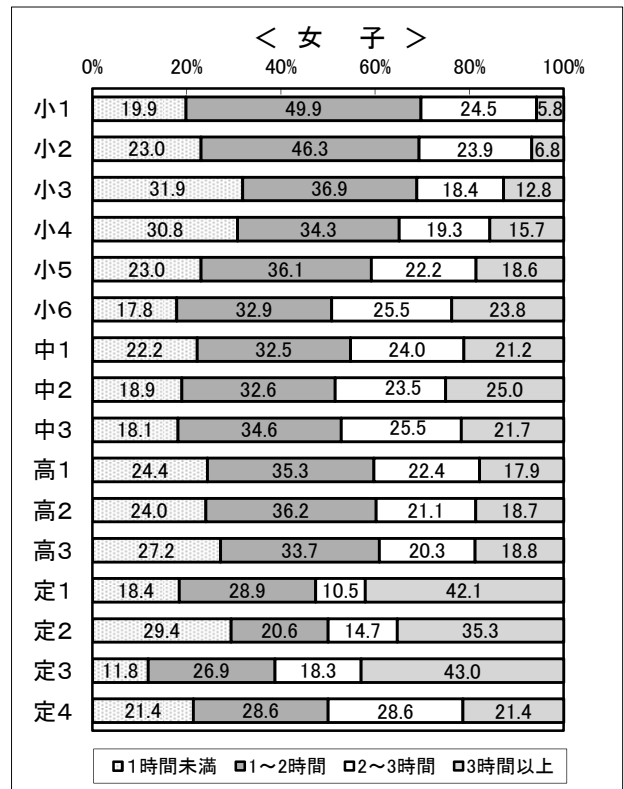 ＜ 女 子 ＞
0% 20% 40% 60% 80% 100%
小1 19.9 49.9 24.5 5.8
小2 23.0 46.3 23.9 6.8
小3 31.9 36.9 18.4 12.8
小4 30.8 34.3 19.3 15.7
小5 23.0 36.1 22.2 18.6
小6 17.8 32.9 25.5 23.8
中1 22.2 32.5 24.0 21.2
中2 18.9 32.6 23.5 25.0
中3 18.1 34.6 25.5 21.7
高1 24.4 35.3 22.4 17.9
高2 24.0 36.2 21.1 18.7
高3 27.2 33.7 20.3 18.8
定1 18.4 28.9 10.5 42.1
定2 29.4 20.6 14.7 35.3
定3 11.8 26.9 18.3 43.0
定4 21.4 28.6 28.6 21.4
1時間未満 1～2時間 2～3時間 3時間以上